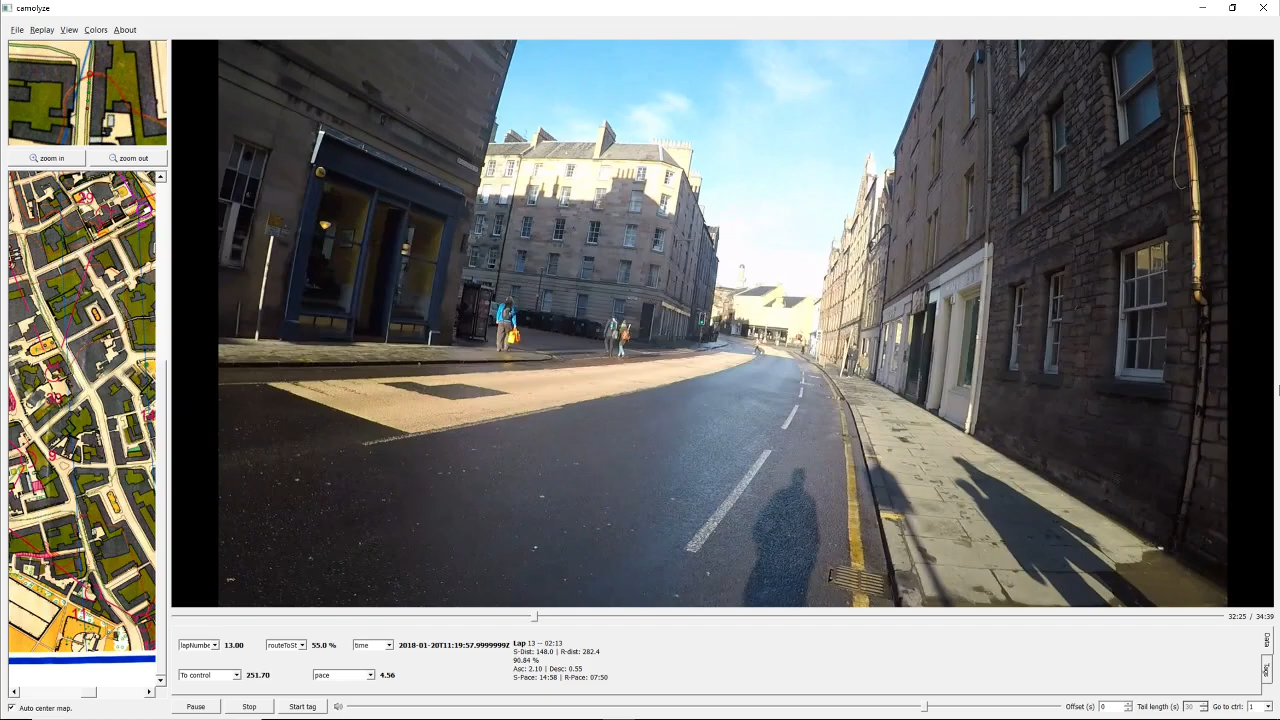 camolyze
File Replay View Colors About
zoom in zoom out
32:25 / 34:39
lapNumbe 13.00 routeToSt 55.0 % time 2018-01-20T11:19:57.9999999Z
To control 251.70 pace 4.56
Lap 13 — 02:13
S-Dist: 148.0 | R-dist: 282.4
90.84 %
Asc: 2.10 | Desc: 0.55
S-Pace: 14:58 | R-Pace: 07:50
Data
Tags
Auto center map.
Pause Stop Start tag
Offset (s) 0 Tail length (s) 30 Go to ctrl: 1